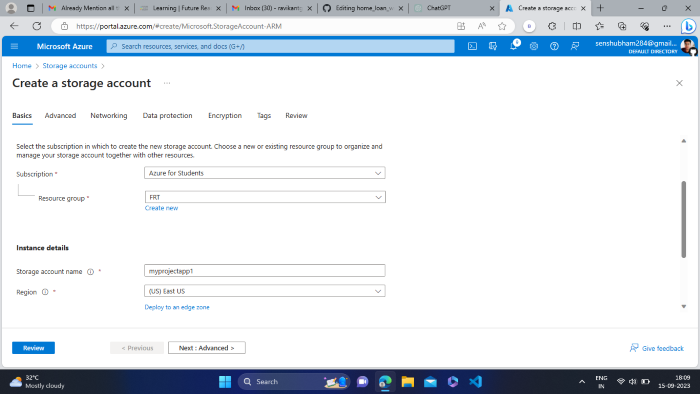 Already Mention all t
Learning | Future Rea
Inbox (30) - ravikant
Editing home_loan_
ChatGPT
Create a storage acco
https://portal.azure.com/#create/Microsoft.StorageAccount-ARM
Microsoft Azure
Search resources, services, and docs (G+/)
1
senshubham284@gmail....
DEFAULT DIRECTORY
Home > Storage accounts >
Create a storage account ...
Basics Advanced Networking Data protection Encryption Tags Review
Select the subscription in which to create the new storage account. Choose a new or existing resource group to organize and
manage your storage account together with other resources.
Subscription * Azure for Students
Resource group * FRT
Create new
Instance details
Storage account name * myprojectapp1
Region * (US) East US
Deploy to an edge zone
Review < Previous Next : Advanced > Give feedback
32°C
Mostly cloudy
Search
ENG
IN
18:09
15-09-2023